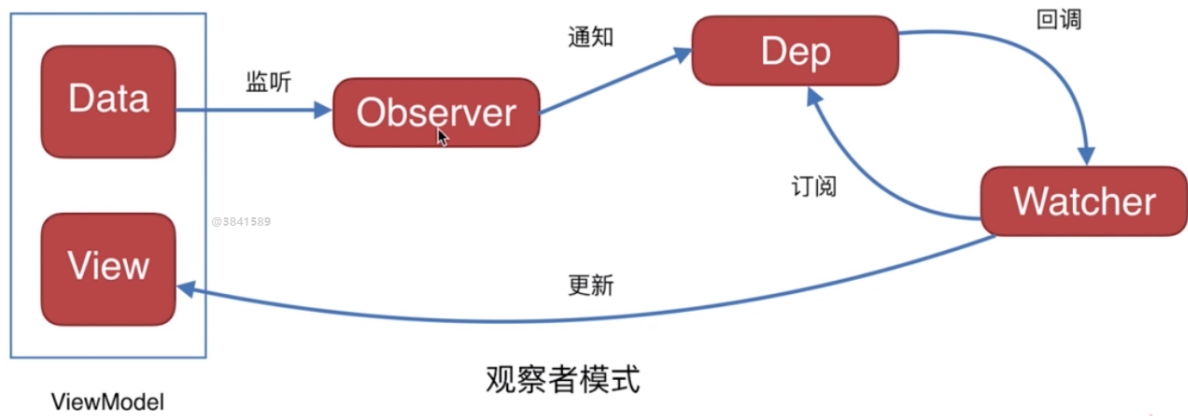 回调
通知
Dep
监听
Data
Observer
订阅
Watcher
@3841589
View
更新
观察者模式
ViewModel